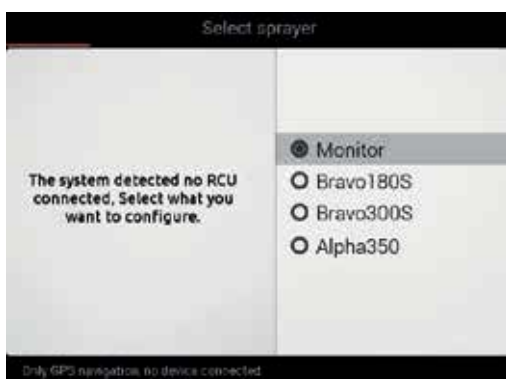 Select sprayer
The system detected no RCU
connected, Select what you
want to configure.
Monitor
Bravo180S
Bravo300S
Alpha350
Only GPS navigation, no device connected